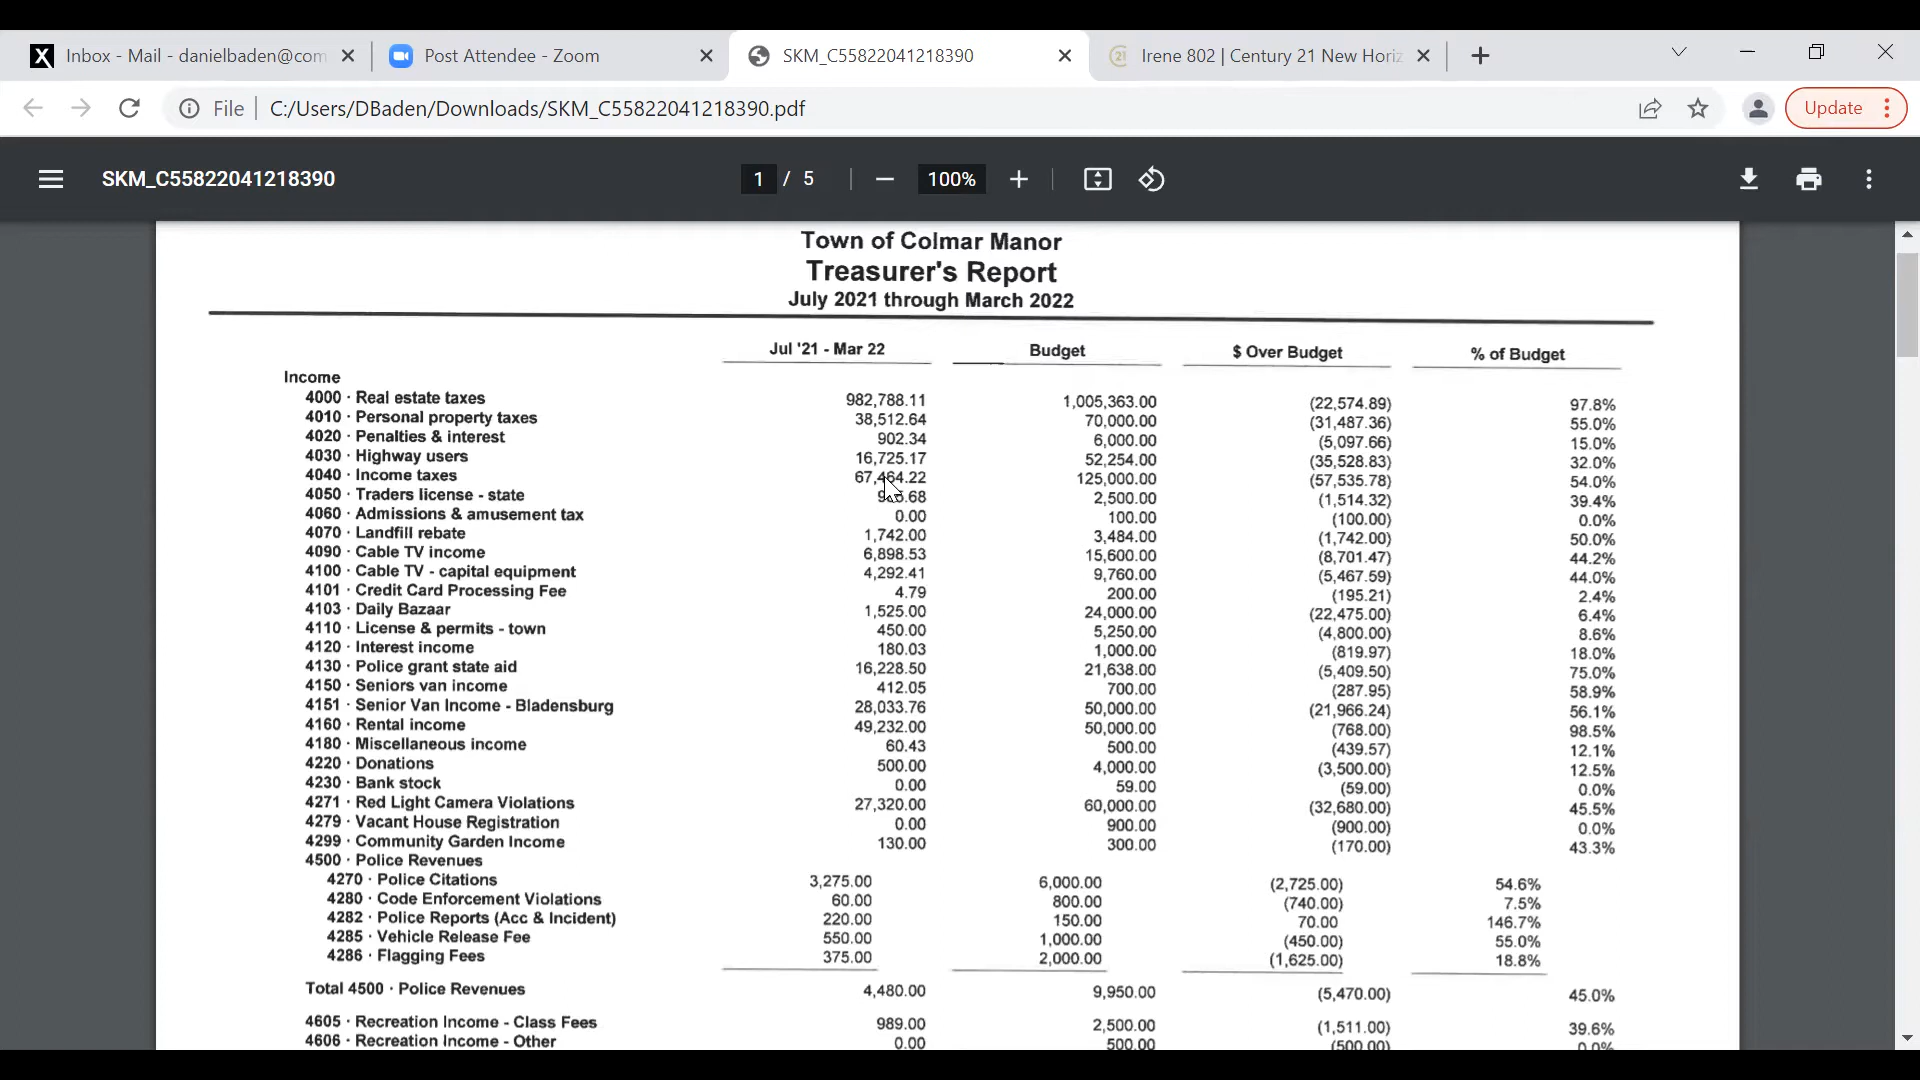 Inbox - Mail - danielbaden@com
Post Attendee - Zoom
SKM_C55822041218390
Irene 802 | Century 21 New Horiz
File C:/Users/DBaden/Downloads/SKM_C55822041218390.pdf
Update
SKM_C55822041218390
1 / 5
100%
Town of Colmar Manor
Treasurer's Report
July 2021 through March 2022
Jul '21 - Mar 22 Budget $ Over Budget % of Budget
Income
4000 · Real estate taxes 982,788.11 1,005,363.00 (22,574.89) 97.8%
4010 · Personal property taxes 38,512.64 70,000.00 (31,487.36) 55.0%
4020 · Penalties & interest 902.34 6,000.00 (5,097.66) 15.0%
4030 · Highway users 16,725.17 52,254.00 (35,528.83) 32.0%
4040 · Income taxes 67,464.22 125,000.00 (57,535.78) 54.0%
4050 · Traders license - state 2,500.00 (1,514.32) 39.4%
4060 · Admissions & amusement tax 0.00 100.00 (100.00) 0.0%
4070 · Landfill rebate 1,742.00 3,484.00 (1,742.00) 50.0%
4090 · Cable TV income 6,898.53 15,600.00 (8,701.47) 44.2%
4100 · Cable TV - capital equipment 4,292.41 9,760.00 (5,467.59) 44.0%
4101 · Credit Card Processing Fee 4.79 200.00 (195.21) 2.4%
4103 · Daily Bazaar 1,525.00 24,000.00 (22,475.00) 6.4%
4110 · License & permits - town 450.00 5,250.00 (4,800.00) 8.6%
4120 · Interest income 180.03 1,000.00 (819.97) 18.0%
4130 · Police grant state aid 16,228.50 21,638.00 (5,409.50) 75.0%
4150 · Seniors van income 412.05 700.00 (287.95) 58.9%
4151 · Senior Van Income - Bladensburg 28,033.76 50,000.00 (21,966.24) 56.1%
4160 · Rental income 49,232.00 50,000.00 (768.00) 98.5%
4180 · Miscellaneous income 60.43 500.00 (439.57) 12.1%
4220 · Donations 500.00 4,000.00 (3,500.00) 12.5%
4230 · Bank stock 0.00 59.00 (59.00) 0.0%
4271 · Red Light Camera Violations 27,320.00 60,000.00 (32,680.00) 45.5%
4279 · Vacant House Registration 0.00 900.00 (900.00) 0.0%
4299 · Community Garden Income 130.00 300.00 (170.00) 43.3%
4500 · Police Revenues
4270 · Police Citations 3,275.00 6,000.00 (2,725.00) 54.6%
4280 · Code Enforcement Violations 60.00 800.00 (740.00) 7.5%
4282 · Police Reports (Acc & Incident) 220.00 150.00 70.00 146.7%
4285 · Vehicle Release Fee 550.00 1,000.00 (450.00) 55.0%
4286 · Flagging Fees 375.00 2,000.00 (1,625.00) 18.8%
Total 4500 · Police Revenues 4,480.00 9,950.00 (5,470.00) 45.0%
4605 · Recreation Income - Class Fees 989.00 2,500.00 (1,511.00) 39.6%
4606 · Recreation Income - Other 0.00 500.00 (500.00) 0.0%